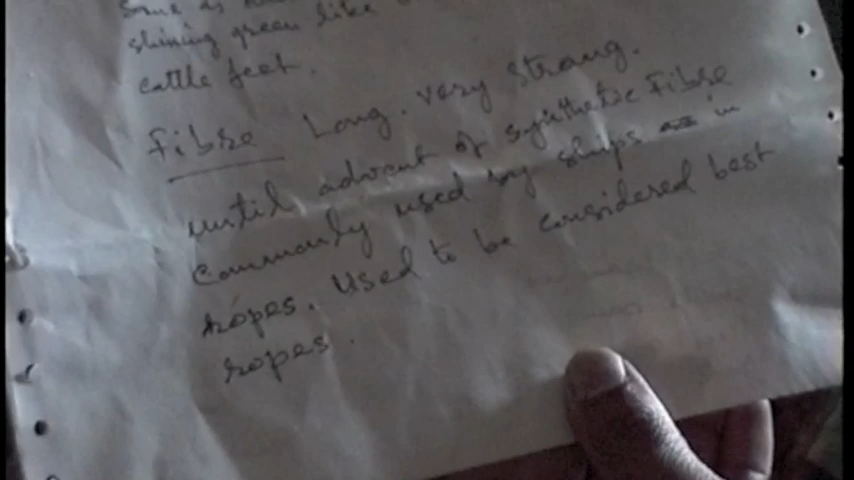 same as
shining green like
cattle feet.
Fibre Long. very strong.
until advent of synthetic Fibre
commonly used by ships in
ropes. Used to be considered best
ropes.